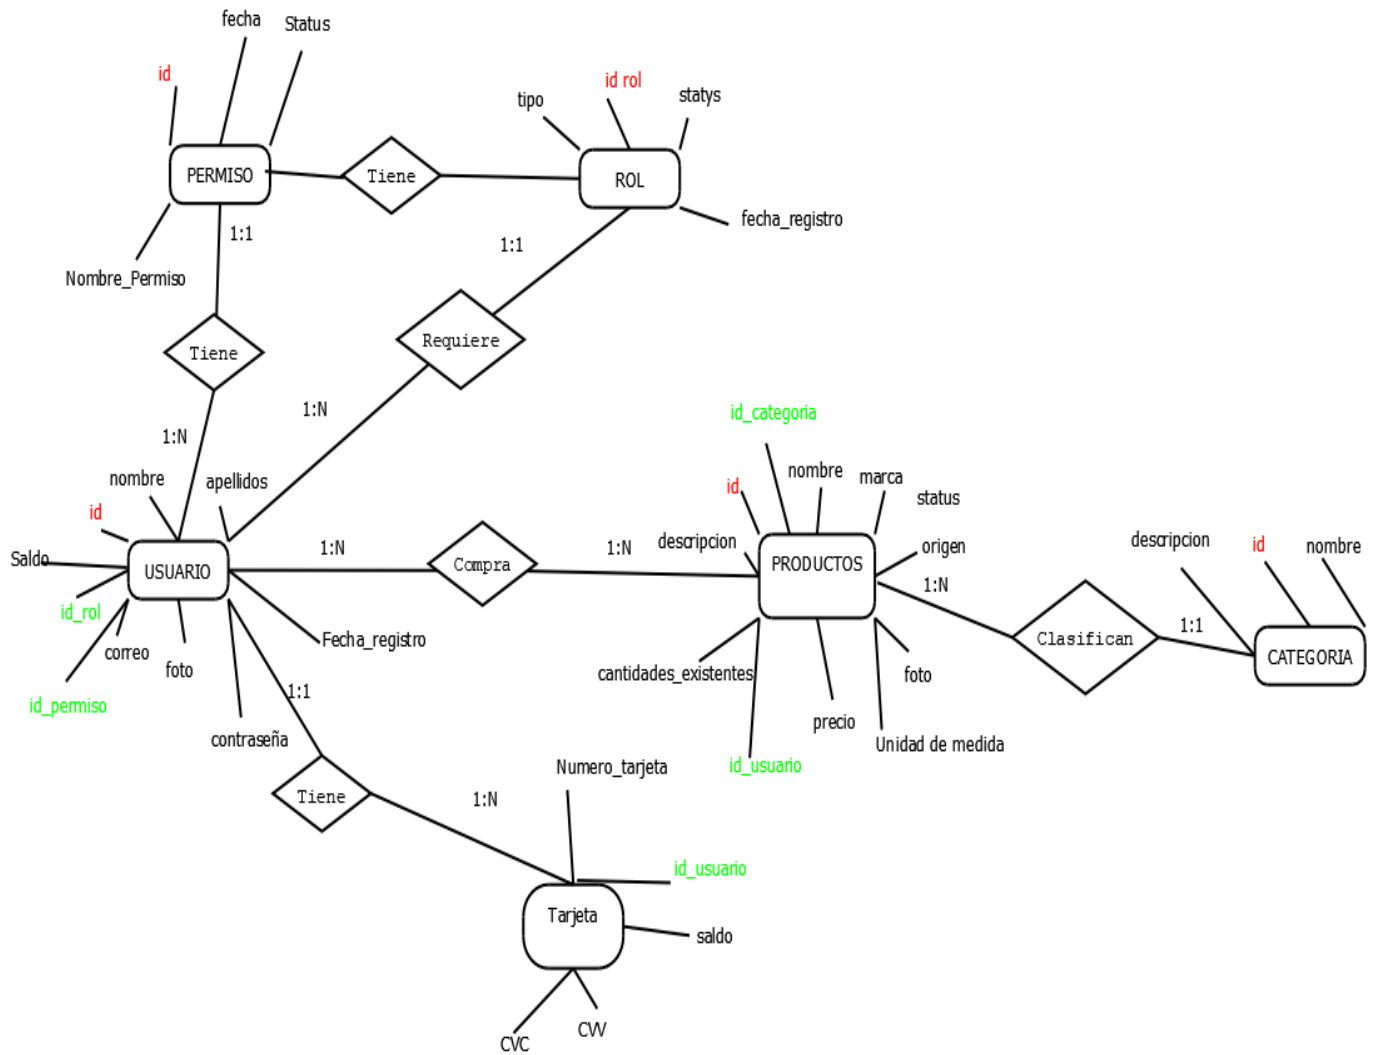 fecha
Status
id
id rol
tipo
statys
PERMISO
Tiene
ROL
fecha_registro
1:1
1:1
Nombre_Permiso
Requiere
Tiene
1:N
id_categoria
1:N
nombre
nombre
marca
apellidos
id
status
id
descripcion
origen
descripcion
id
nombre
Saldo
USUARIO
1:N
Compra
1:N
PRODUCTOS
1:N
id_rol
Fecha_registro
1:1
Clasifican
CATEGORIA
correo
foto
cantidades_existentes
foto
id_permiso
1:1
precio
contraseña
Unidad de medida
id_usuario
Numero_tarjeta
Tiene
1:N
id_usuario
Tarjeta
saldo
CVV
CVC